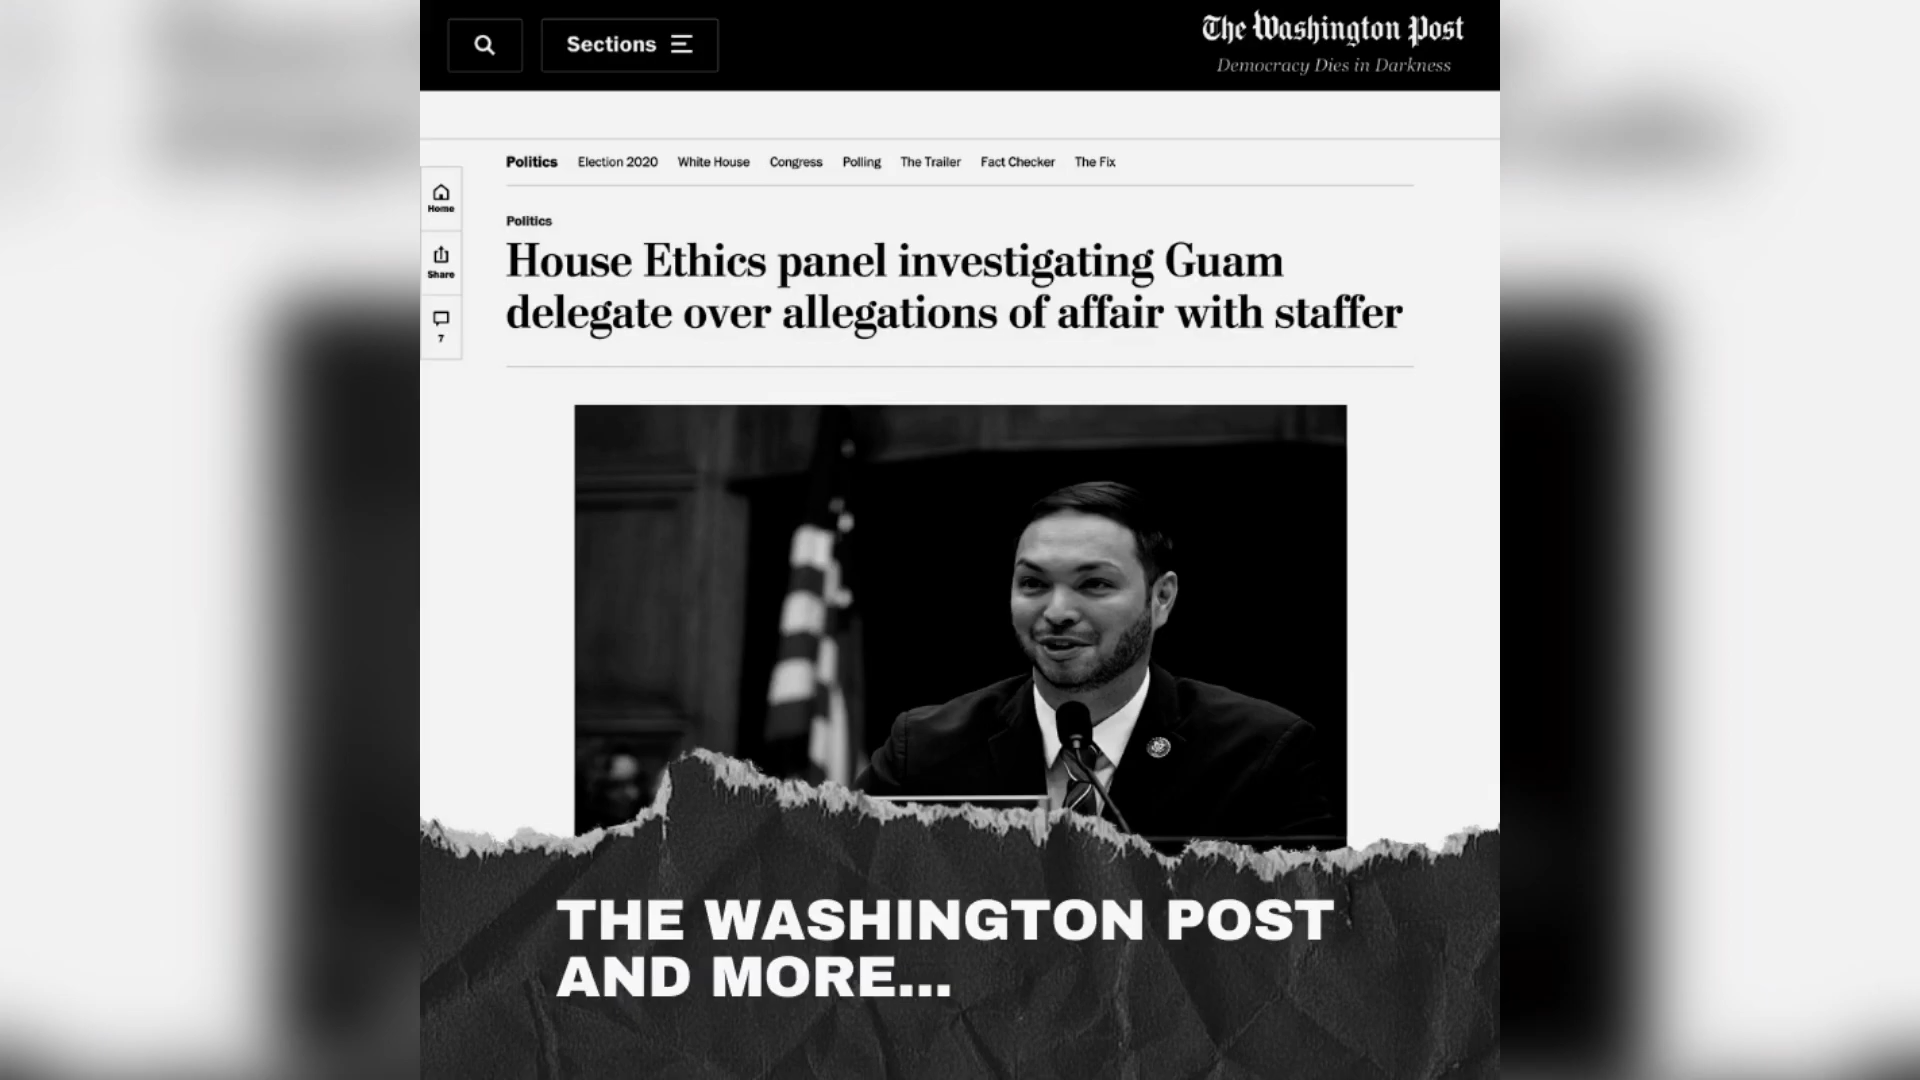 Sections
The Washington Post
Democracy Dies in Darkness
Politics Election 2020 White House Congress Polling The Trailer Fact Checker The Fix
Home
Share
7
Politics
House Ethics panel investigating Guam
delegate over allegations of affair with staffer
THE WASHINGTON POST
AND MORE...